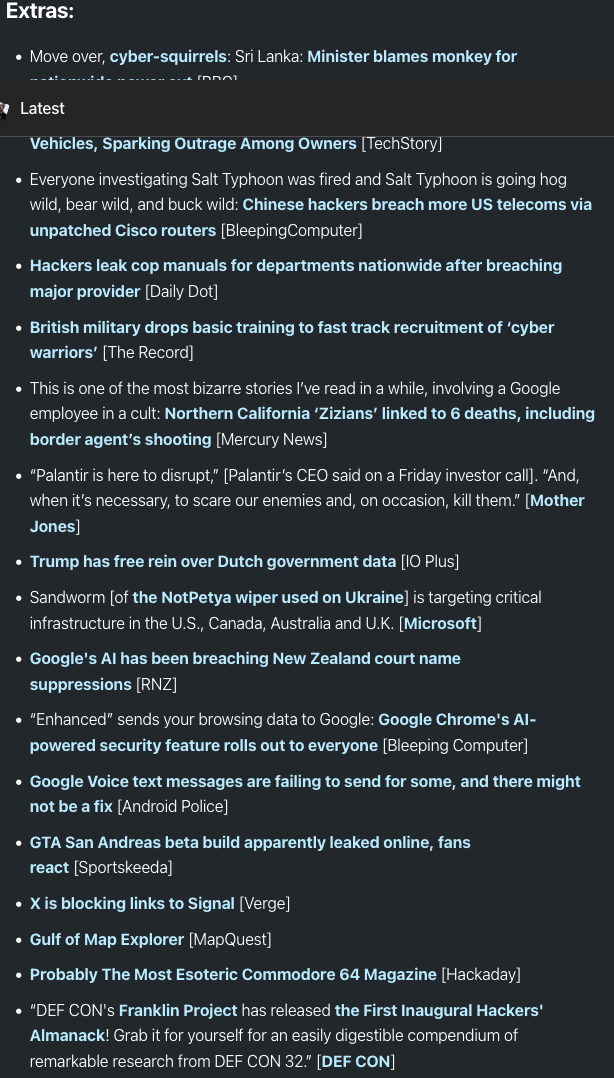 Extras:
• Move over, cyber-squirrels: Sri Lanka: Minister blames monkey for
Latest
Vehicles, Sparking Outrage Among Owners [TechStory]
• Everyone investigating Salt Typhoon was fired and Salt Typhoon is going hog
wild, bear wild, and buck wild: Chinese hackers breach more US telecoms via
unpatched Cisco routers [BleepingComputer]
• Hackers leak cop manuals for departments nationwide after breaching
major provider [Daily Dot]
• British military drops basic training to fast track recruitment of ‘cyber
warriors’ [The Record]
• This is one of the most bizarre stories I’ve read in a while, involving a Google
employee in a cult: Northern California ‘Zizians’ linked to 6 deaths, including
border agent’s shooting [Mercury News]
• “Palantir is here to disrupt,” [Palantir’s CEO said on a Friday investor call]. “And,
when it’s necessary, to scare our enemies and, on occasion, kill them.” [Mother
Jones]
• Trump has free rein over Dutch government data [IO Plus]
• Sandworm [of the NotPetya wiper used on Ukraine] is targeting critical
infrastructure in the U.S., Canada, Australia and U.K. [Microsoft]
• Google's AI has been breaching New Zealand court name
suppressions [RNZ]
• “Enhanced” sends your browsing data to Google: Google Chrome's AI-
powered security feature rolls out to everyone [Bleeping Computer]
• Google Voice text messages are failing to send for some, and there might
not be a fix [Android Police]
• GTA San Andreas beta build apparently leaked online, fans
react [Sportskeeda]
• X is blocking links to Signal [Verge]
• Gulf of Map Explorer [MapQuest]
• Probably The Most Esoteric Commodore 64 Magazine [Hackaday]
• “DEF CON's Franklin Project has released the First Inaugural Hackers'
Almanack! Grab it for yourself for an easily digestible compendium of
remarkable research from DEF CON 32.” [DEF CON]